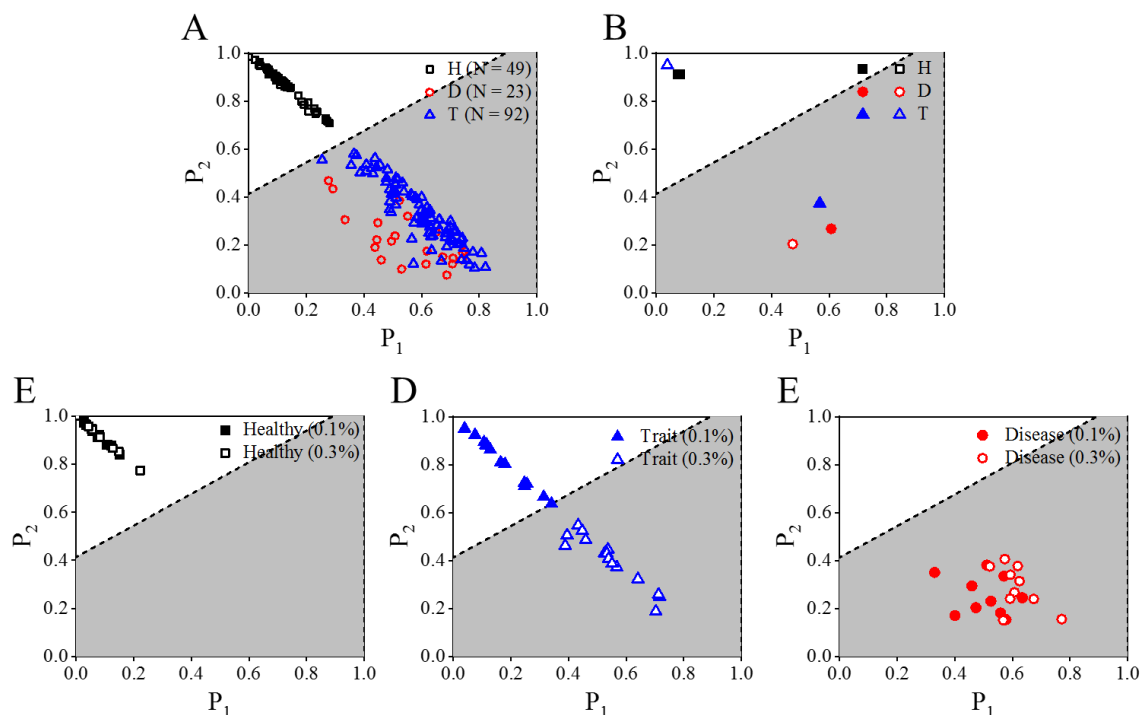 A
1.0
0.8
0.6
0.4
0.2
0.0
P2
0.0 0.2 0.4 0.6 0.8 1.0
P1
H (N = 49)
D (N = 23)
T (N = 92)
B
1.0
0.8
0.6
0.4
0.2
0.0
P2
0.0 0.2 0.4 0.6 0.8 1.0
P1
H
D
T
E
1.0
0.8
0.6
0.4
0.2
0.0
P2
0.0 0.2 0.4 0.6 0.8 1.0
P1
Healthy (0.1%)
Healthy (0.3%)
D
1.0
0.8
0.6
0.4
0.2
0.0
P2
0.0 0.2 0.4 0.6 0.8 1.0
P1
Trait (0.1%)
Trait (0.3%)
E
1.0
0.8
0.6
0.4
0.2
0.0
P2
0.0 0.2 0.4 0.6 0.8 1.0
P1
Disease (0.1%)
Disease (0.3%)